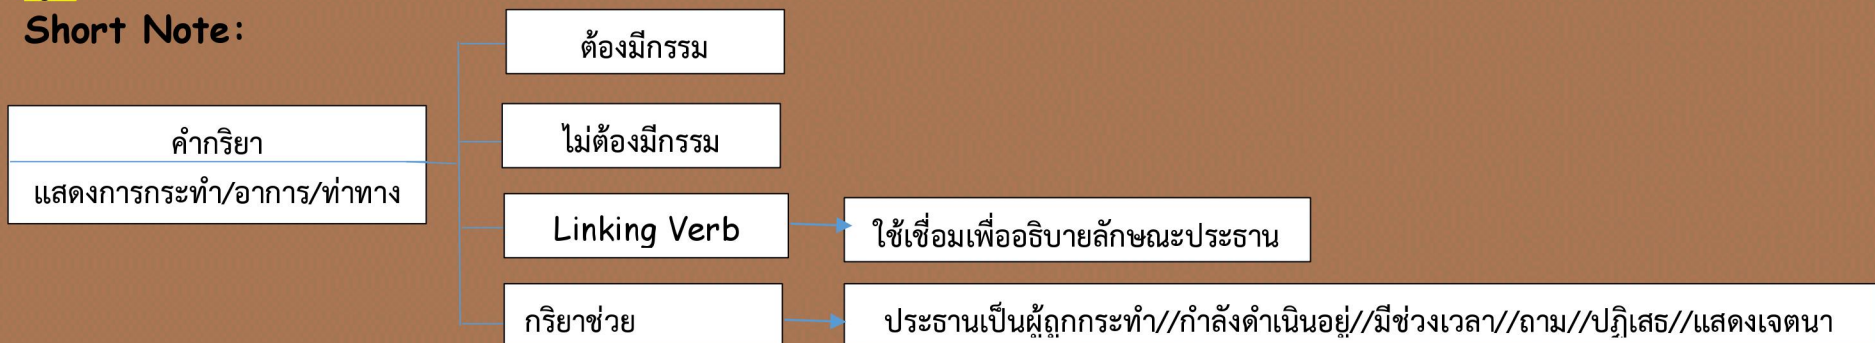 Short Note:
ต้องมีกรรม
คำกริยา
แสดงการกระทำ/อาการ/ท่าทาง
ไม่ต้องมีกรรม
Linking Verb
ใช้เชื่อมเพื่ออธิบายลักษณะประธาน
กริยาช่วย
ประธานเป็นผู้ถูกกระทำ//กำลังดำเนินอยู่//มีช่วงเวลา//ถาม//ปฏิเสธ//แสดงเจตนา